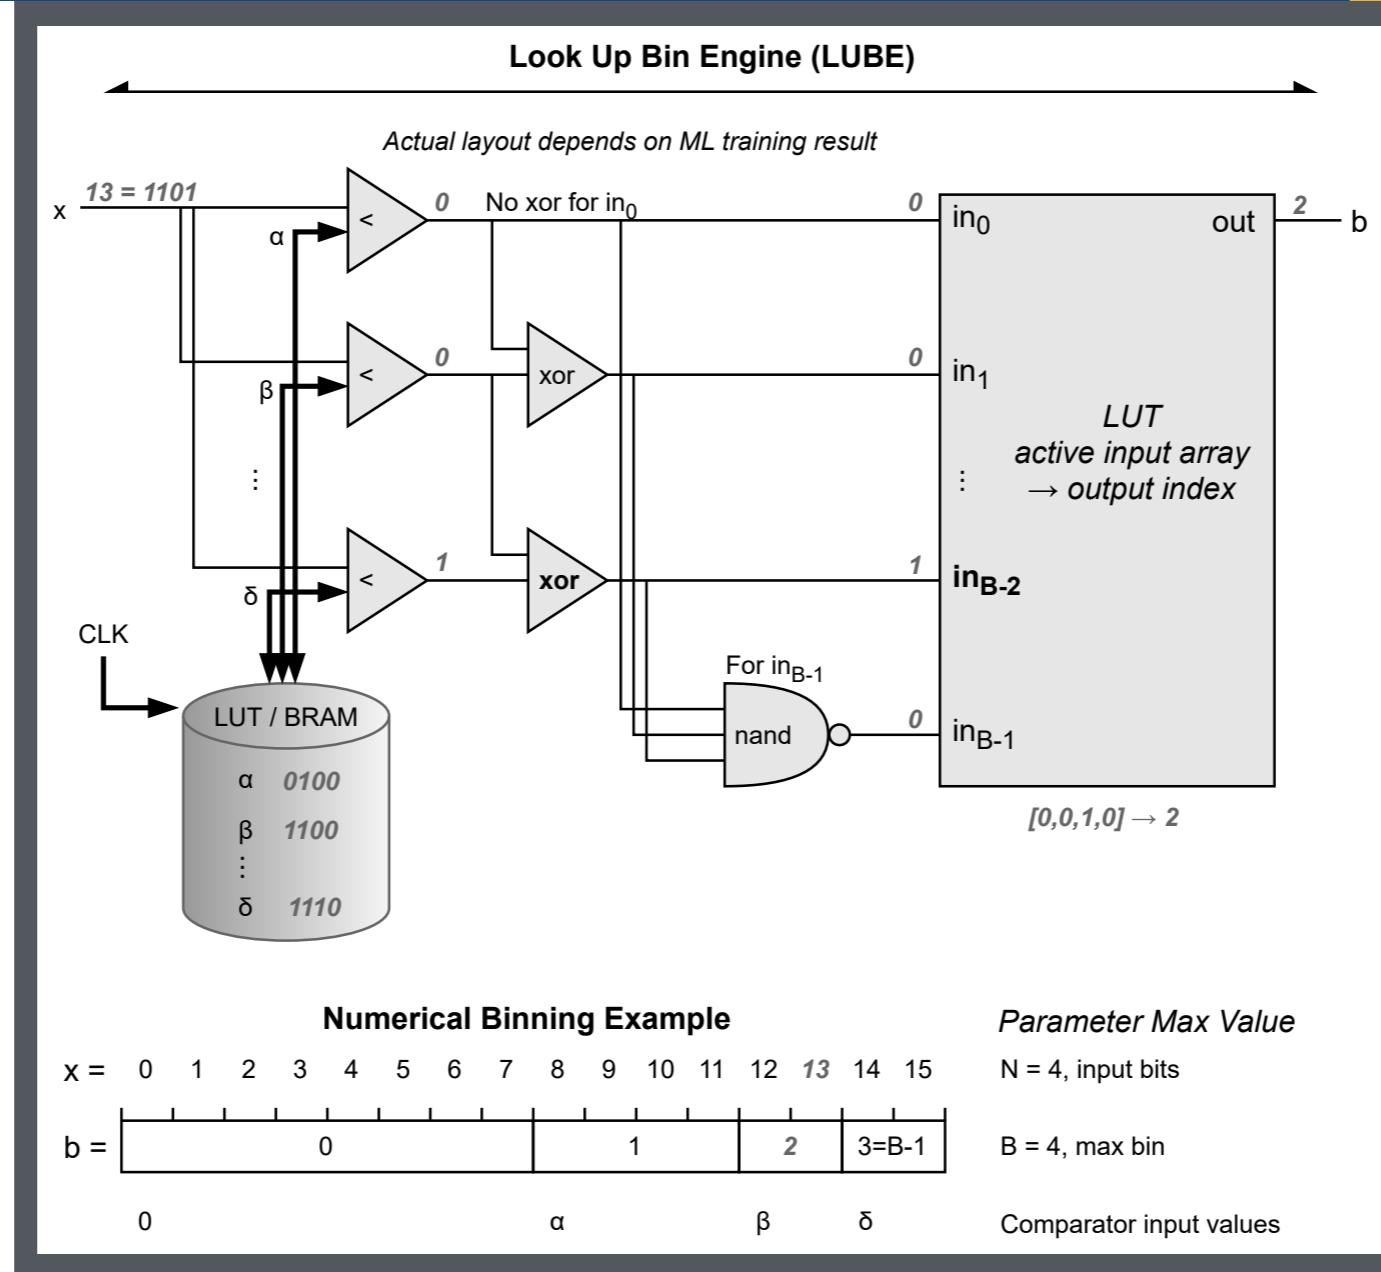 Look Up Bin Engine (LUBE)
Actual layout depends on ML training result
x 13 = 1101
< 0 No xor for in0 0 in0 out 2 b
α
< 0 xor 0 in1
β
LUT
active input array
→ output index
⋮ ⋮
< 1 xor 1 inB-2
δ
CLK
For inB-1
nand 0 inB-1
LUT / BRAM
α 0100
β 1100
⋮
δ 1110
[0,0,1,0] → 2
Numerical Binning Example Parameter Max Value
x = 0 1 2 3 4 5 6 7 8 9 10 11 12 13 14 15 N = 4, input bits
b = 0 1 2 3=B-1 B = 4, max bin
0 α β δ Comparator input values